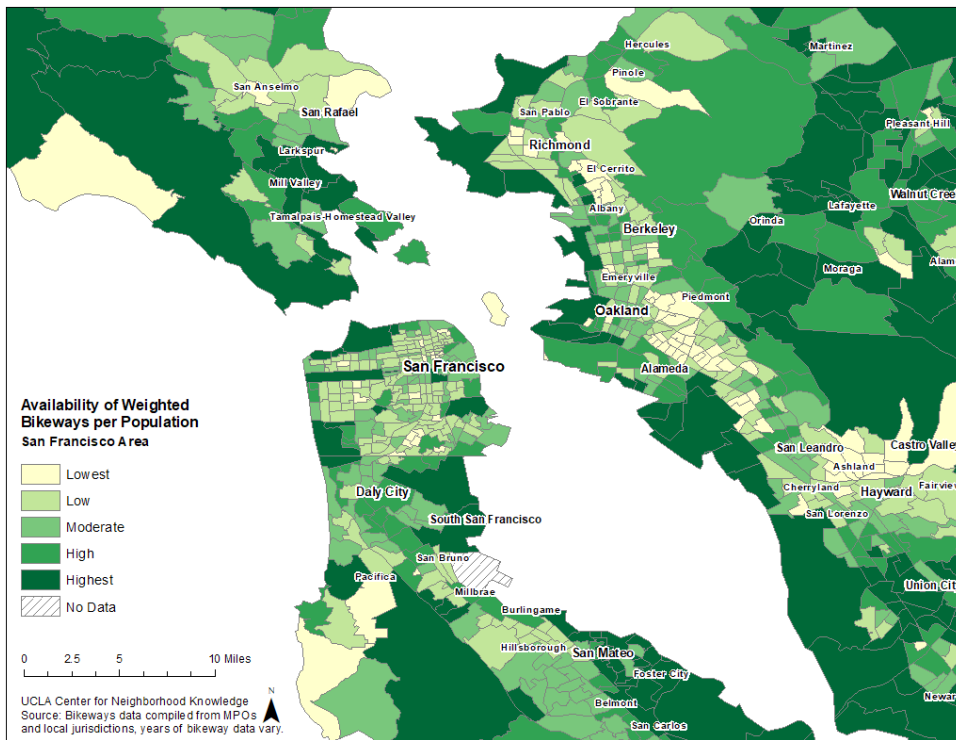 Hercules
Martinez
Pinole
San Anselmo
El Sobrante
San Rafael
San Pablo
Pleasant Hill
Richmond
Larkspur
El Cerrito
Mill Valley
Walnut Cree
Albany
Lafayette
Tamalpais-Homestead Valley
Orinda
Berkeley
Moraga
Alam
Emeryville
Piedmont
Oakland
San Francisco
Alameda
Availability of Weighted
Bikeways per Population
San Francisco Area
Lowest
Low
Moderate
High
Highest
No Data
San Leandro
Castro Valley
Ashland
Cherryland
Hayward
Fairview
San Lorenzo
Daly City
South San Francisco
San Bruno
Pacifica
Millbrae
Union Cit
Burlingame
Hillsborough
San Mateo
Foster City
Belmont
Newar
San Carlos
0 2.5 5 10 Miles
UCLA Center for Neighborhood Knowledge
Source: Bikeways data compiled from MPOs
and local jurisdictions, years of bikeway data vary.
N